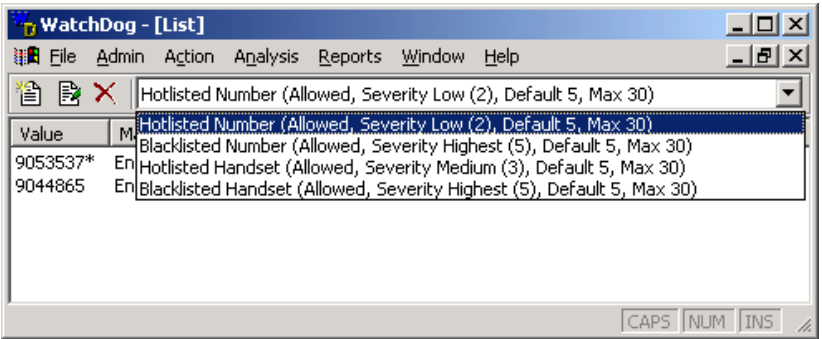 WatchDog - [List]
File Admin Action Analysis Reports Window Help
Hotlisted Number (Allowed, Severity Low (2), Default 5, Max 30)
Value
Hotlisted Number (Allowed, Severity Low (2), Default 5, Max 30)
Blacklisted Number (Allowed, Severity Highest (5), Default 5, Max 30)
9053537* En Hotlisted Handset (Allowed, Severity Medium (3), Default 5, Max 30)
9044865 En Blacklisted Handset (Allowed, Severity Highest (5), Default 5, Max 30)
CAPS NUM INS